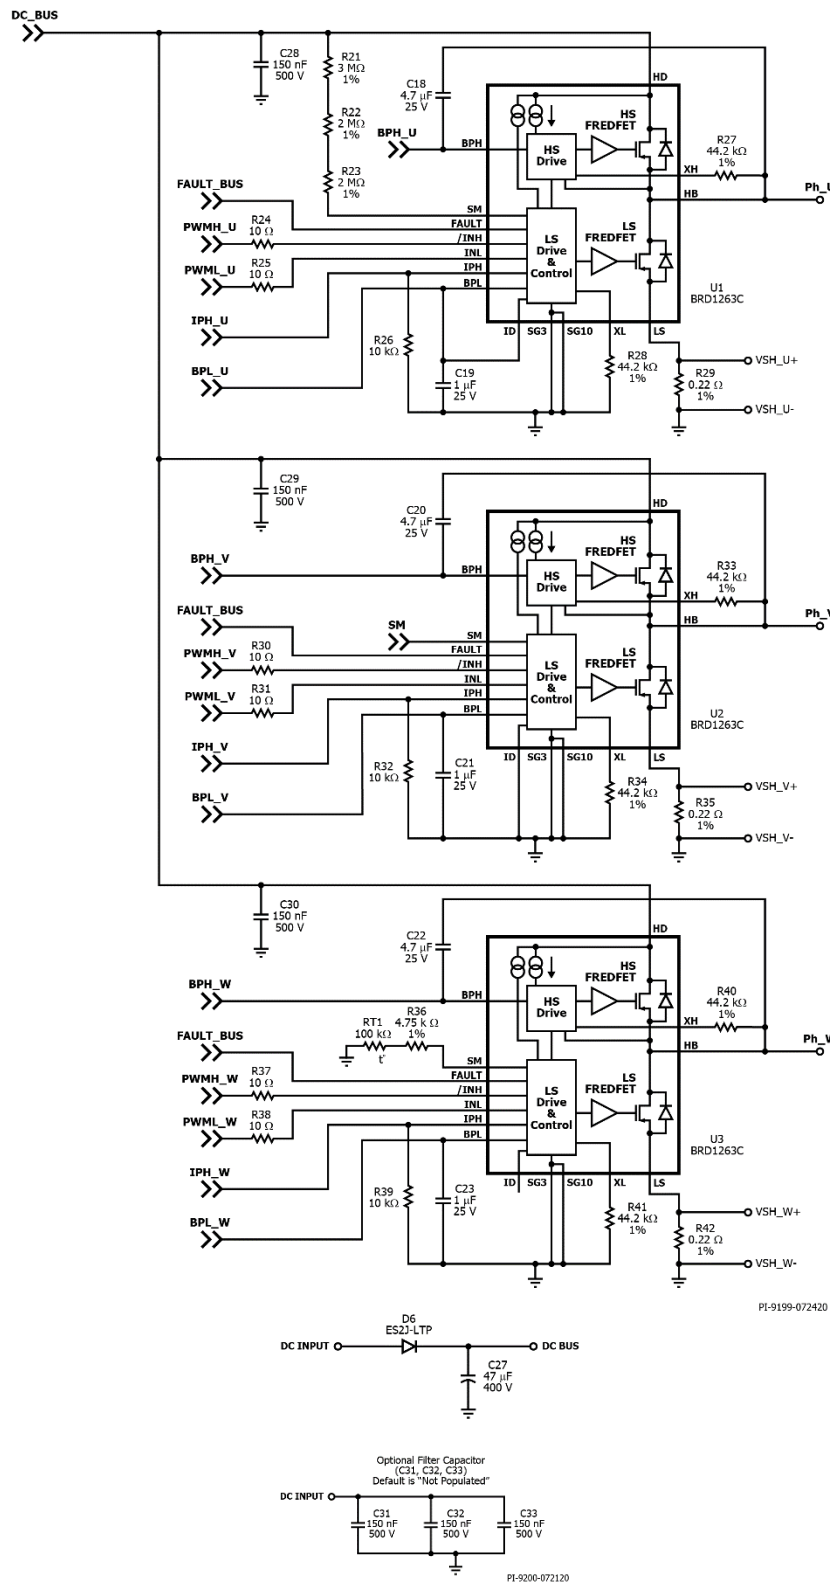 DC_BUS
C28
150 nF
500 V
R21
3 MΩ
1%
R22
2 MΩ
1%
R23
2 MΩ
1%
C18
4.7 μF
25 V
BPH_U
BPH
HD
HS
FREDFET
HS
Drive
R27
44.2 kΩ
1%
XH
HB
FAULT_BUS
PWMH_U
R24
10 Ω
PWML_U
R25
10 Ω
IPH_U
BPL_U
SM
FAULT
/INH
INL
IPH
BPL
LS
Drive
&
Control
LS
FREDFET
U1
BRD1263C
R26
10 kΩ
C19
1 μF
25 V
ID
SG3
SG10
XL
LS
R28
44.2 kΩ
1%
R29
0.22 Ω
1%
VSH_U+
VSH_U-
C29
150 nF
500 V
C20
4.7 μF
25 V
BPH_V
BPH
HD
HS
FREDFET
HS
Drive
R33
44.2 kΩ
1%
XH
HB
FAULT_BUS
SM
PWMH_V
R30
10 Ω
PWML_V
R31
10 Ω
IPH_V
BPL_V
SM
FAULT
/INH
INL
IPH
BPL
LS
Drive
&
Control
LS
FREDFET
U2
BRD1263C
R32
10 kΩ
C21
1 μF
25 V
ID
SG3
SG10
XL
LS
R34
44.2 kΩ
1%
R35
0.22 Ω
1%
VSH_V+
VSH_V-
C30
150 nF
500 V
C22
4.7 μF
25 V
BPH_W
BPH
HD
HS
FREDFET
HS
Drive
R40
44.2 kΩ
1%
XH
HB
FAULT_BUS
RT1
100 kΩ
t°
R36
4.75 k Ω
1%
PWMH_W
R37
10 Ω
PWML_W
R38
10 Ω
IPH_W
BPL_W
SM
FAULT
/INH
INL
IPH
BPL
LS
Drive
&
Control
LS
FREDFET
U3
BRD1263C
R39
10 kΩ
C23
1 μF
25 V
ID
SG3
SG10
XL
LS
R41
44.2 kΩ
1%
R42
0.22 Ω
1%
VSH_W+
VSH_W-
PI-9199-072420
D6
ES2J-LTP
DC INPUT
DC BUS
C27
47 μF
400 V
Optional Filter Capacitor
(C31, C32, C33)
Default is "Not Populated"
DC INPUT
C31
150 nF
500 V
C32
150 nF
500 V
C33
150 nF
500 V
PI-9200-072120